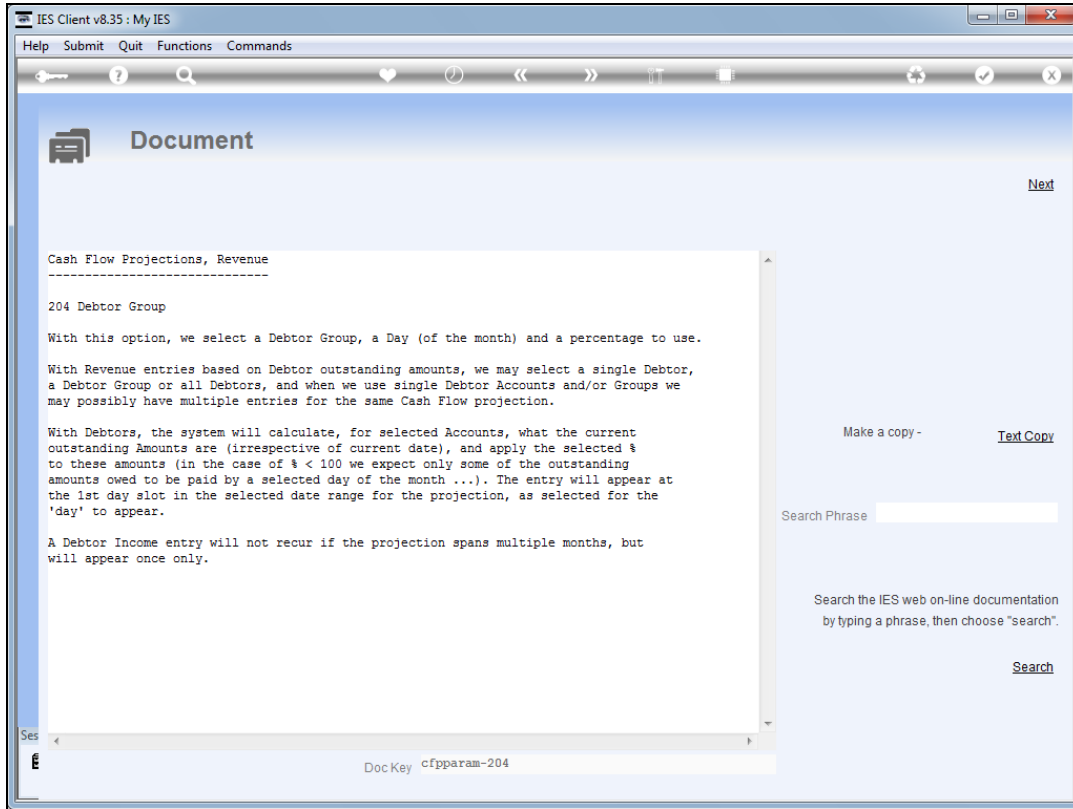 IES Client v8.35 : My IES
Help Submit Quit Functions Commands
Document
Next
Cash Flow Projections, Revenue
------------------------------
204 Debtor Group
With this option, we select a Debtor Group, a Day (of the month) and a percentage to use.
With Revenue entries based on Debtor outstanding amounts, we may select a single Debtor,
a Debtor Group or all Debtors, and when we use single Debtor Accounts and/or Groups we
may possibly have multiple entries for the same Cash Flow projection.
With Debtors, the system will calculate, for selected Accounts, what the current
outstanding Amounts are (irrespective of current date), and apply the selected %
to these amounts (in the case of % < 100 we expect only some of the outstanding
amounts owed to be paid by a selected day of the month ...). The entry will appear at
the 1st day slot in the selected date range for the projection, as selected for the
'day' to appear.
A Debtor Income entry will not recur if the projection spans multiple months, but
will appear once only.
Make a copy -
Text Copy
Search Phrase
Search the IES web on-line documentation
by typing a phrase, then choose "search".
Search
Ses
Doc Key cfpparam-204